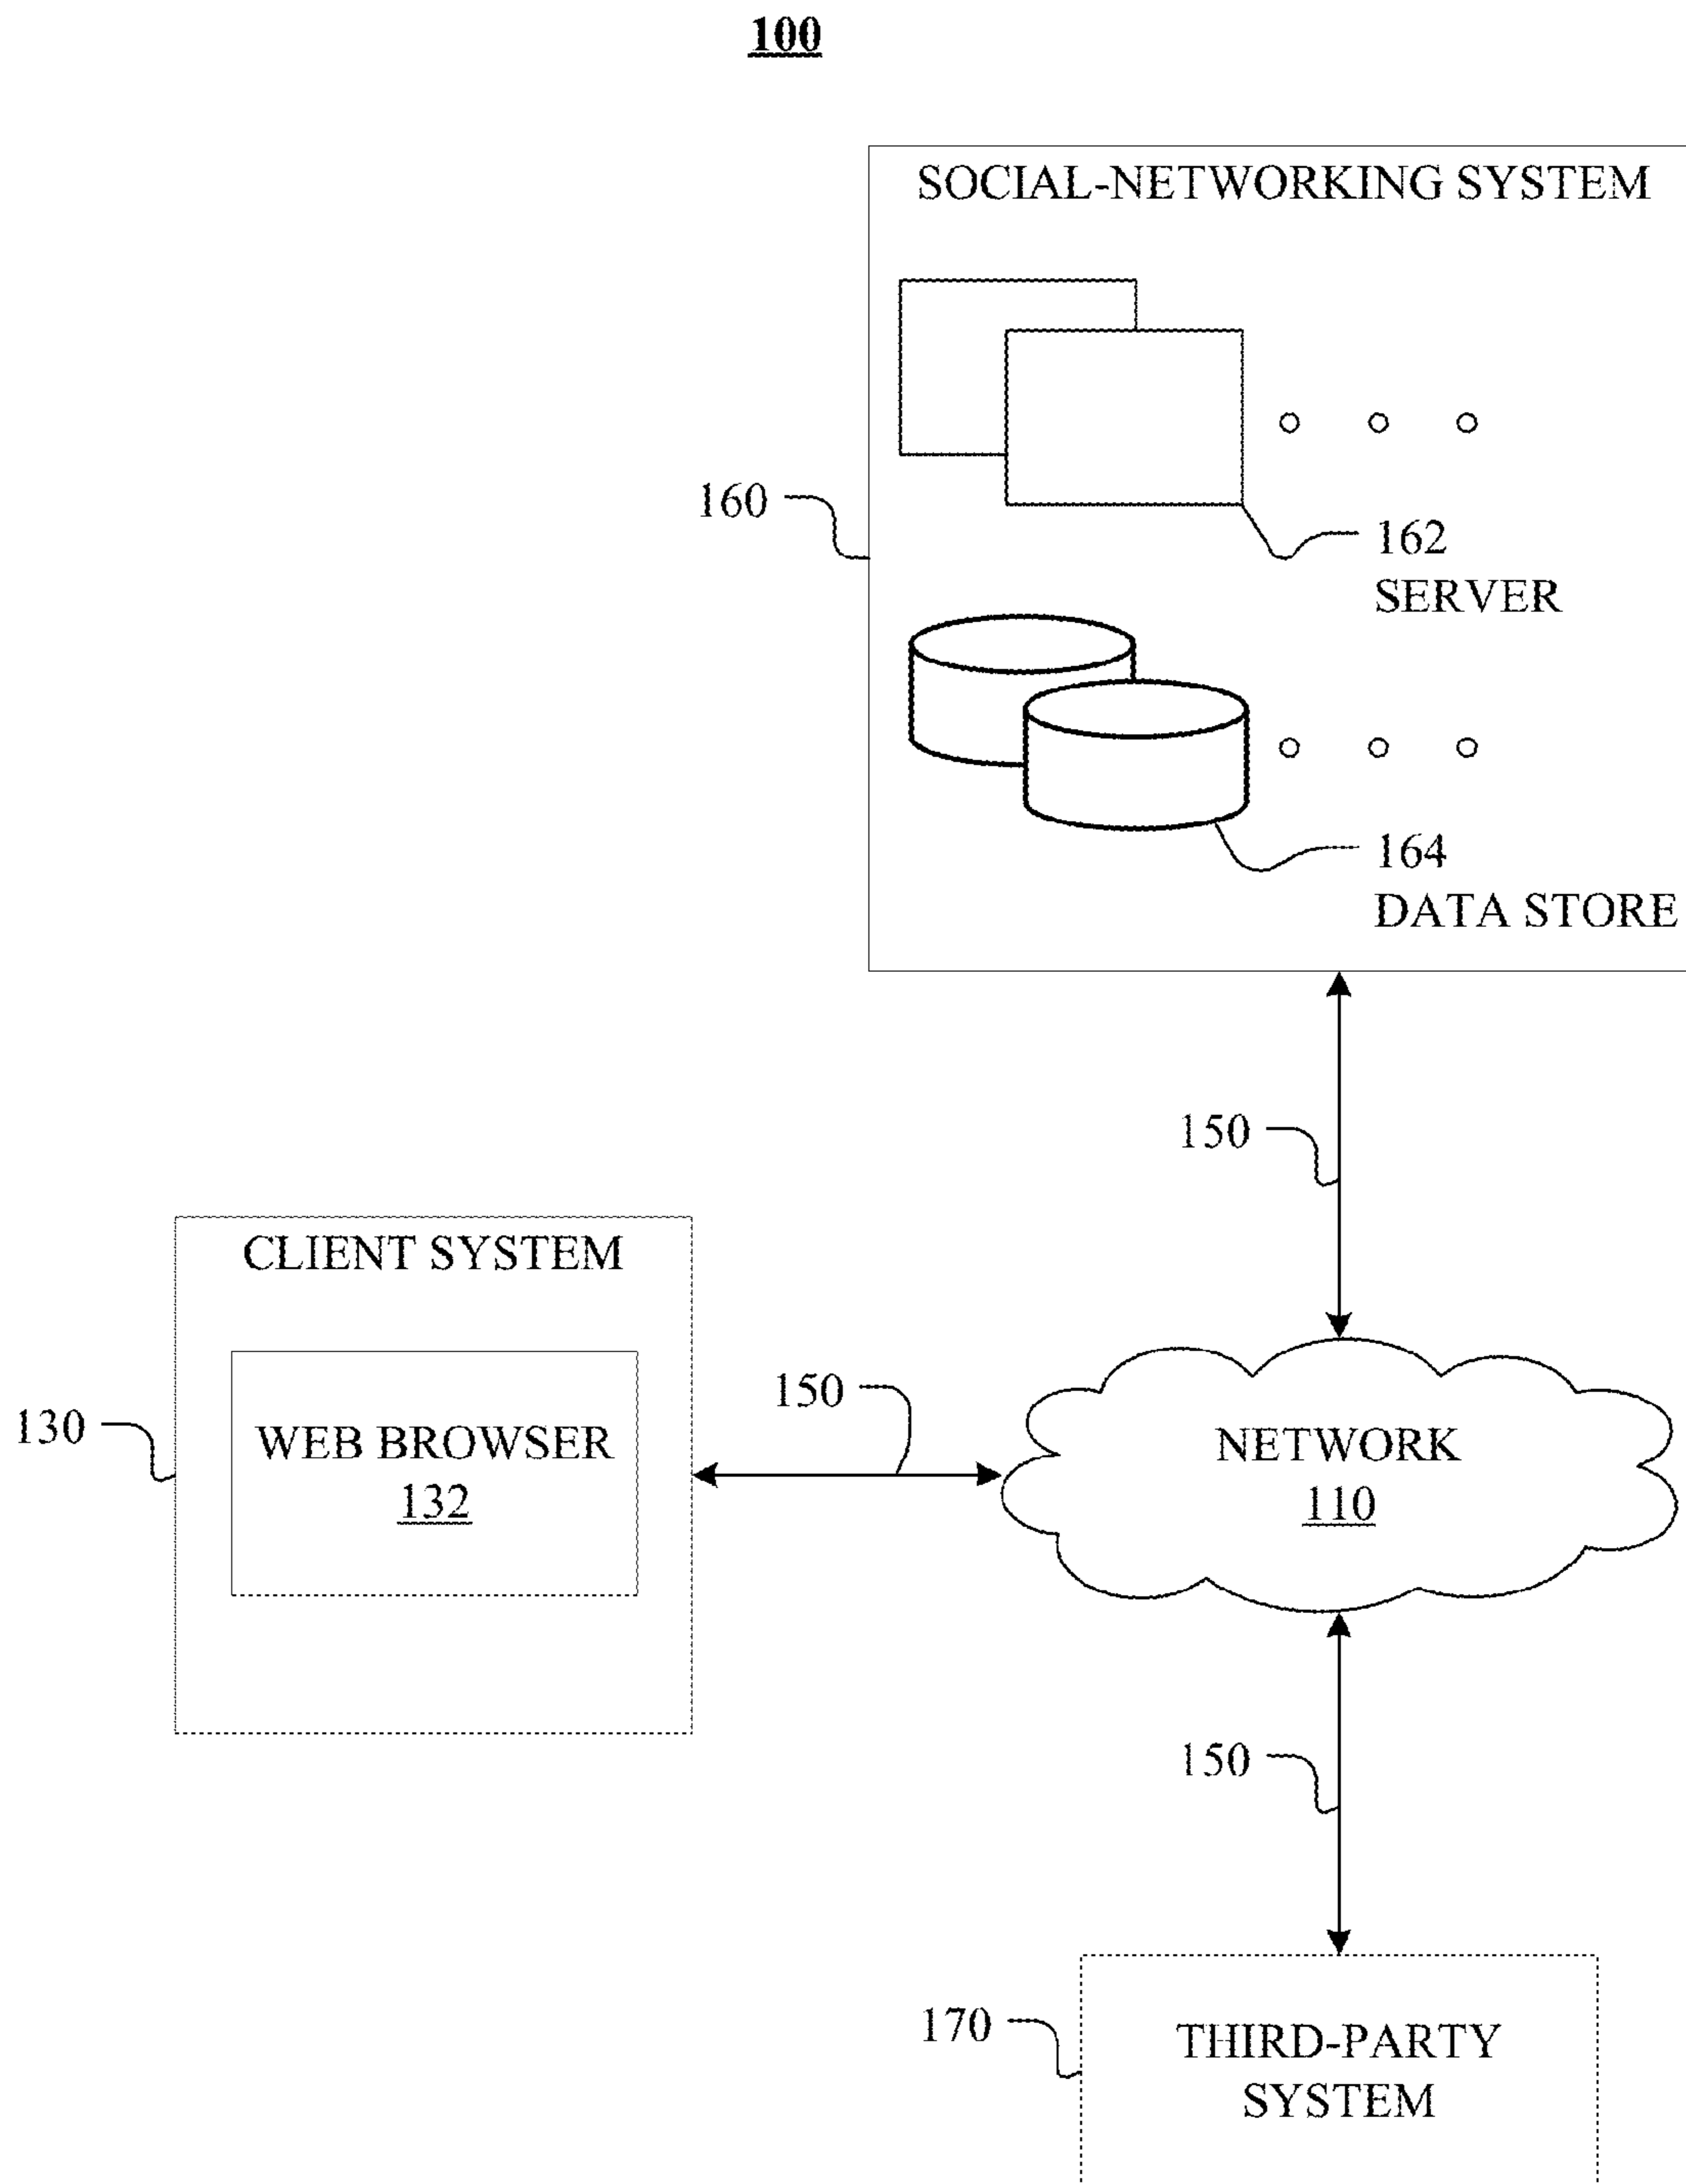 100
SOCIAL-NETWORKING SYSTEM
160
162
SERVER
164
DATA STORE
150
CLIENT SYSTEM
130
WEB BROWSER
132
150
NETWORK
110
150
170
THIRD-PARTY
SYSTEM